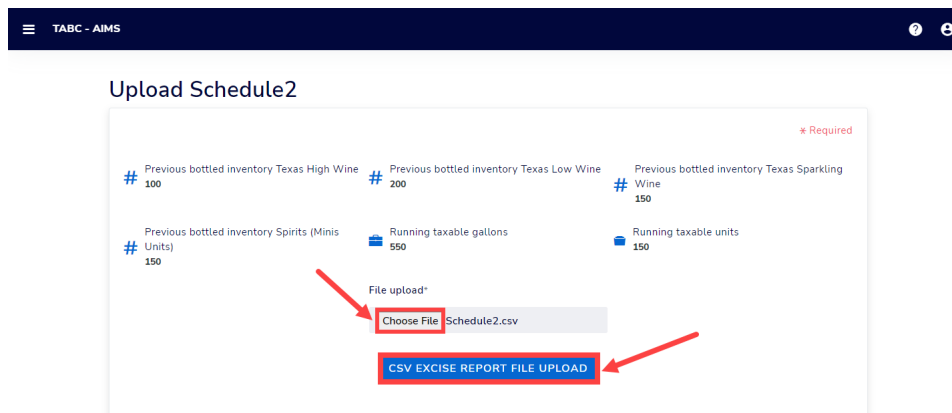 TABC - AIMS
Upload Schedule2
* Required
Previous bottled inventory Texas High Wine
100
Previous bottled inventory Texas Low Wine
200
Previous bottled inventory Texas Sparkling
Wine
150
Previous bottled inventory Spirits (Minis
Units)
150
Running taxable gallons
550
Running taxable units
150
File upload*
Choose File Schedule2.csv
CSV EXCISE REPORT FILE UPLOAD